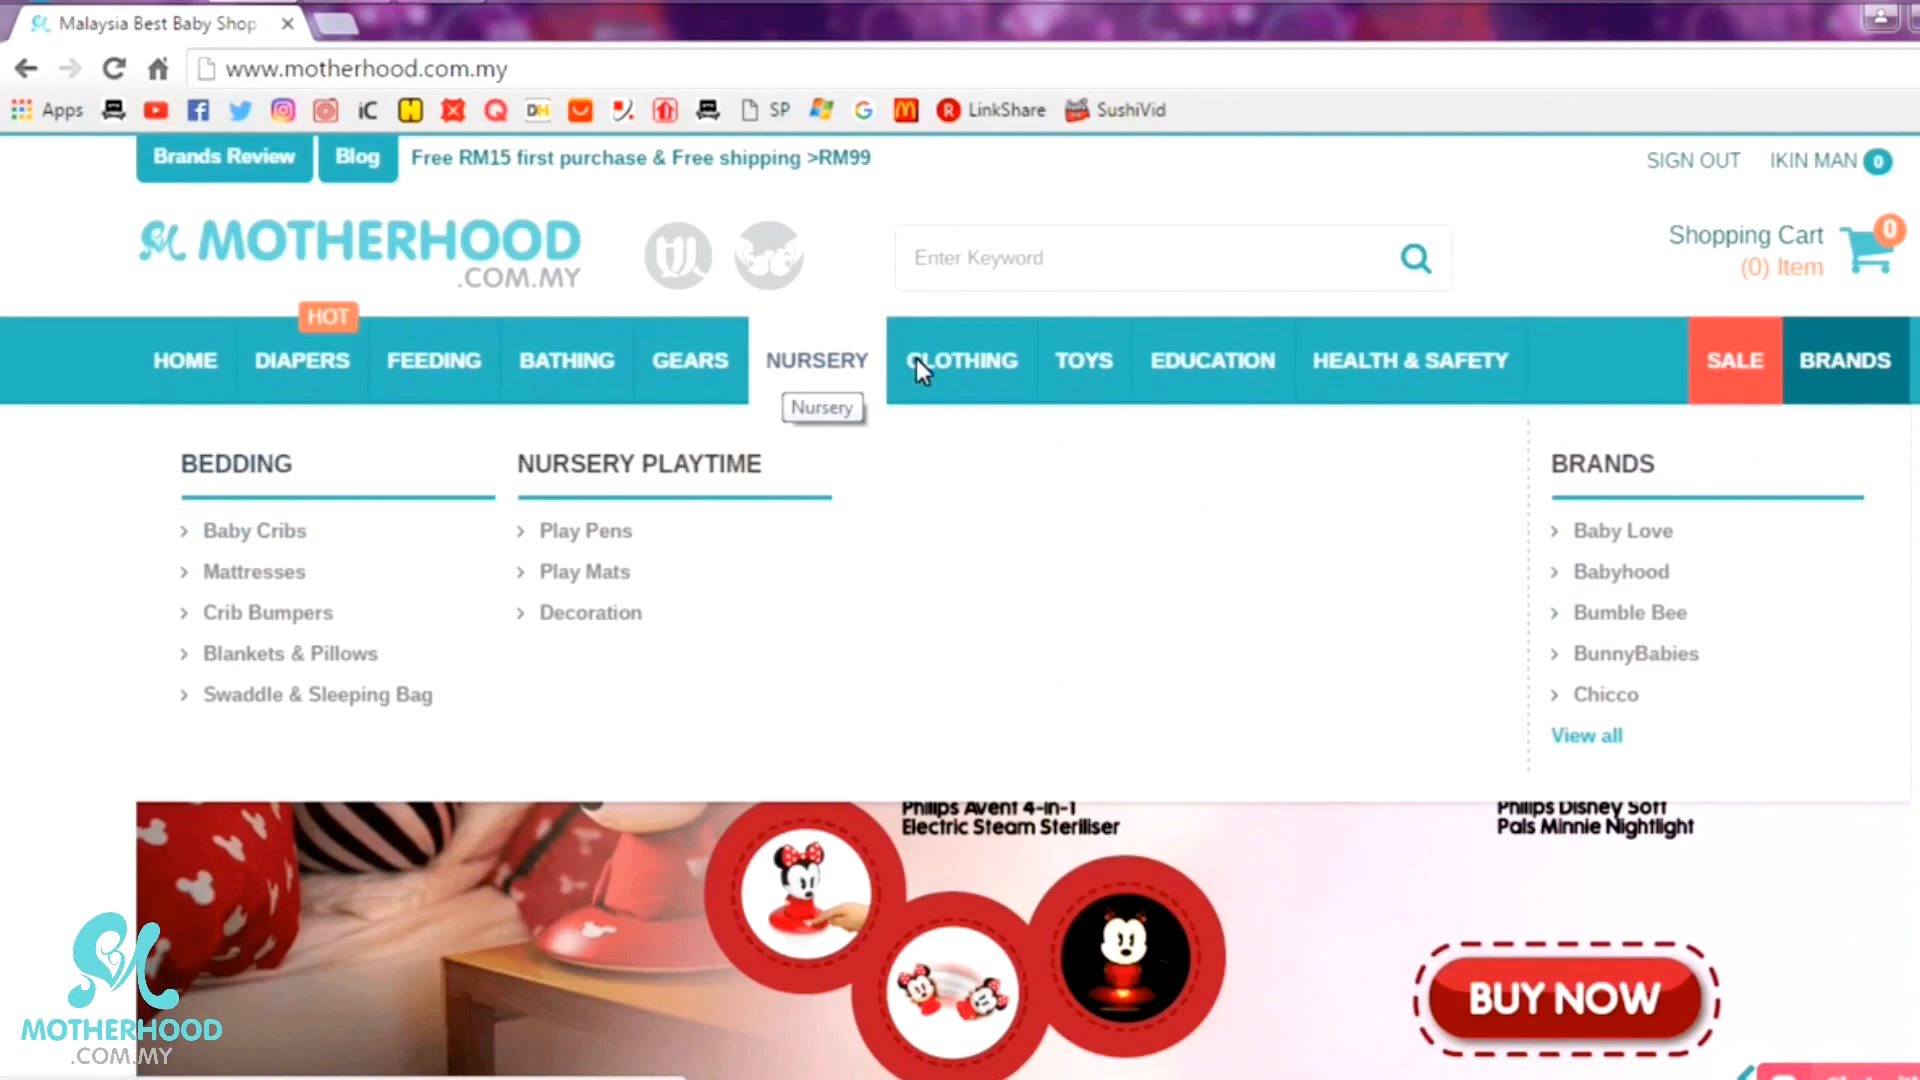 Malaysia Best Baby Shop
www.motherhood.com.my
Apps iC DH SP LinkShare SushiVid
Brands Review Blog Free RM15 first purchase & Free shipping >RM99
SIGN OUT IKIN MAN 0
MOTHERHOOD
.COM.MY
Enter Keyword
Shopping Cart 0
(0) Item
HOT
HOME DIAPERS FEEDING BATHING GEARS NURSERY CLOTHING TOYS EDUCATION HEALTH & SAFETY SALE BRANDS
Nursery
BEDDING
Baby Cribs
Mattresses
Crib Bumpers
Blankets & Pillows
Swaddle & Sleeping Bag
NURSERY PLAYTIME
Play Pens
Play Mats
Decoration
BRANDS
Baby Love
Babyhood
Bumble Bee
BunnyBabies
Chicco
View all
Philips Avent 4-in-1
Electric Steam Steriliser
Philips Disney Soft
Pals Minnie Nightlight
BUY NOW
MOTHERHOOD
.COM.MY